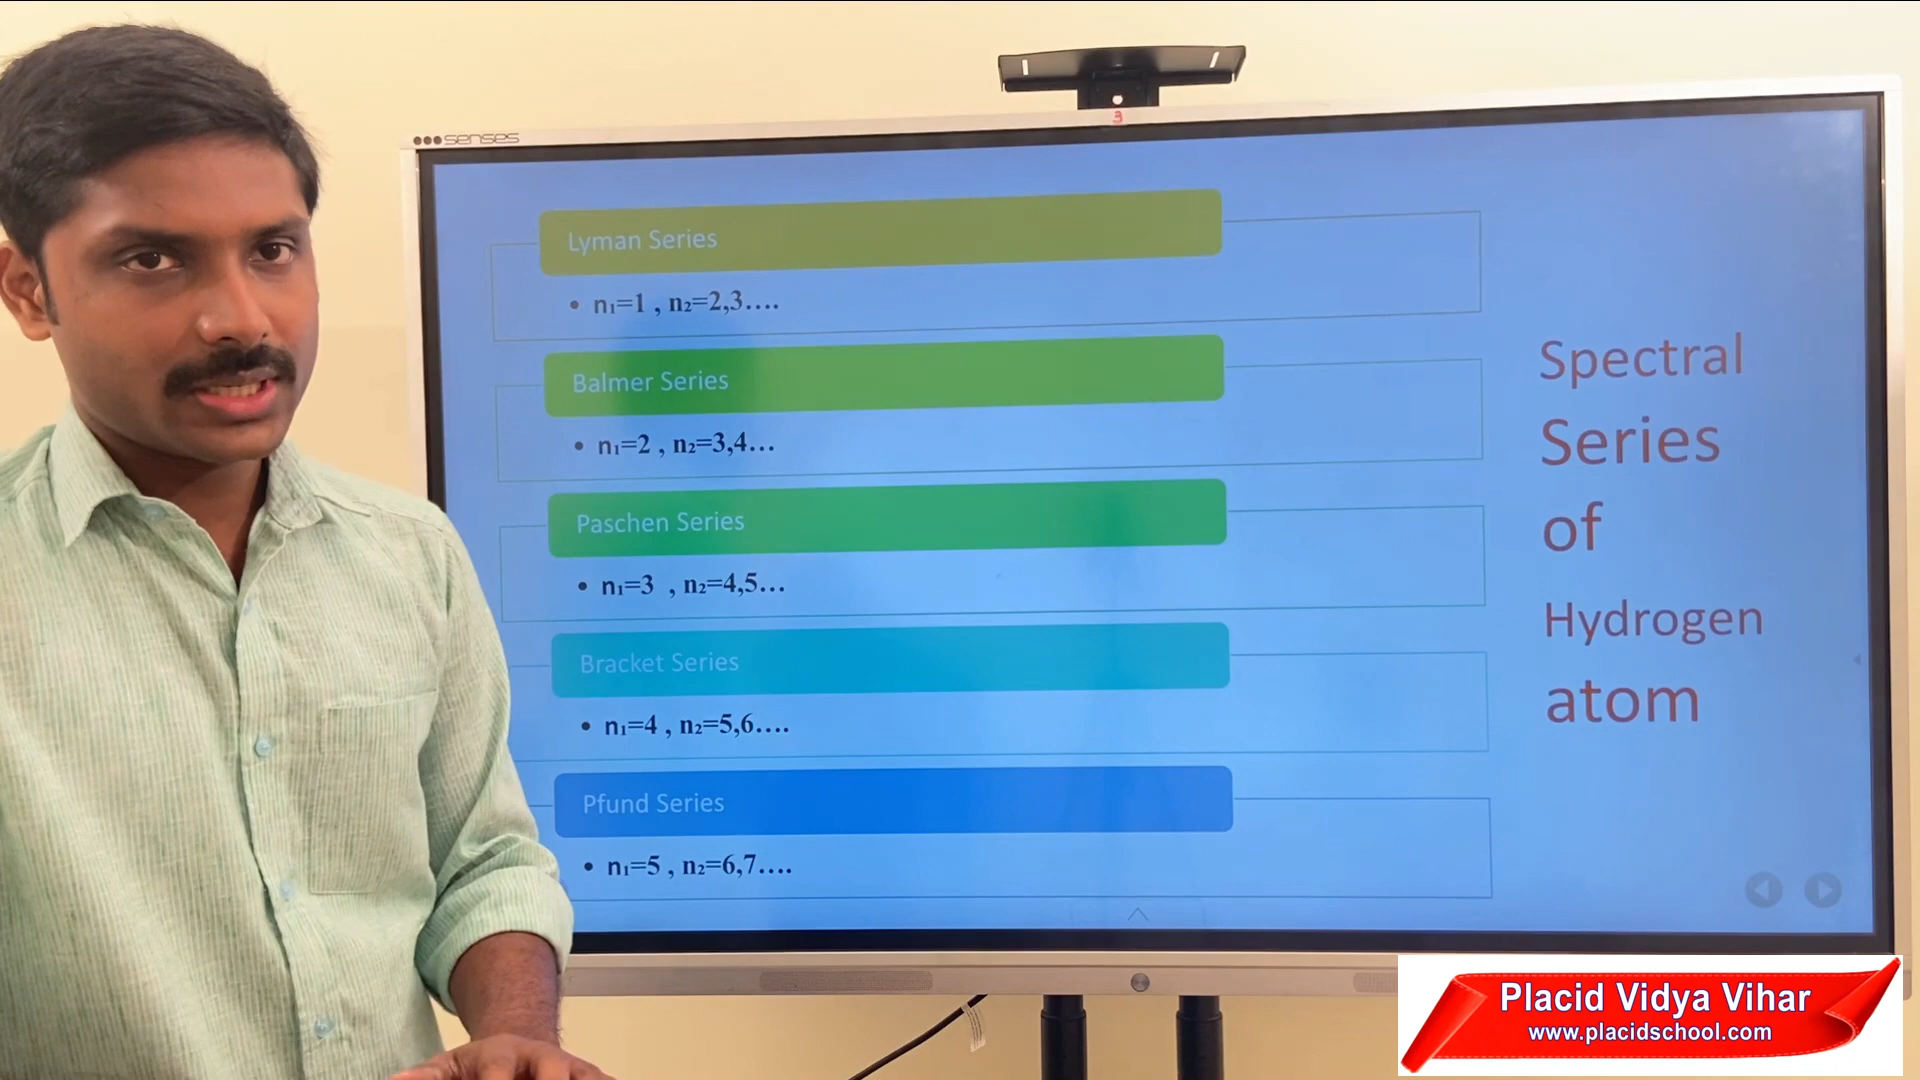 senses
3
Lyman Series
• n₁=1 , n₂=2,3....
Balmer Series
• n₁=2 , n₂=3,4...
Paschen Series
• n₁=3 , n₂=4,5...
Bracket Series
• n₁=4 , n₂=5,6....
Pfund Series
• n₁=5 , n₂=6,7....
Spectral
Series
of
Hydrogen
atom
Placid Vidya Vihar
www.placidschool.com